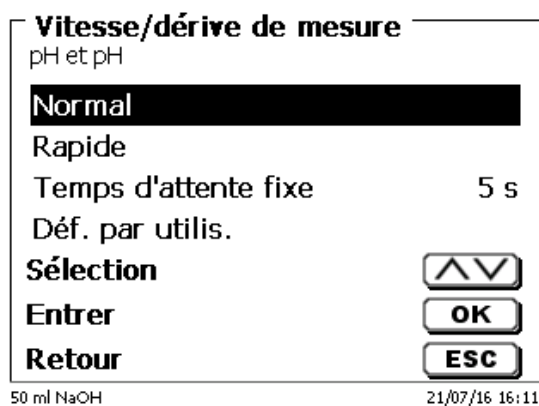 Vitesse/dérive de mesure
pH et pH
Normal
Rapide
Temps d'attente fixe 5 s
Déf. par utilis.
Sélection
Entrer OK
Retour ESC
50 ml NaOH 21/07/16 16:11